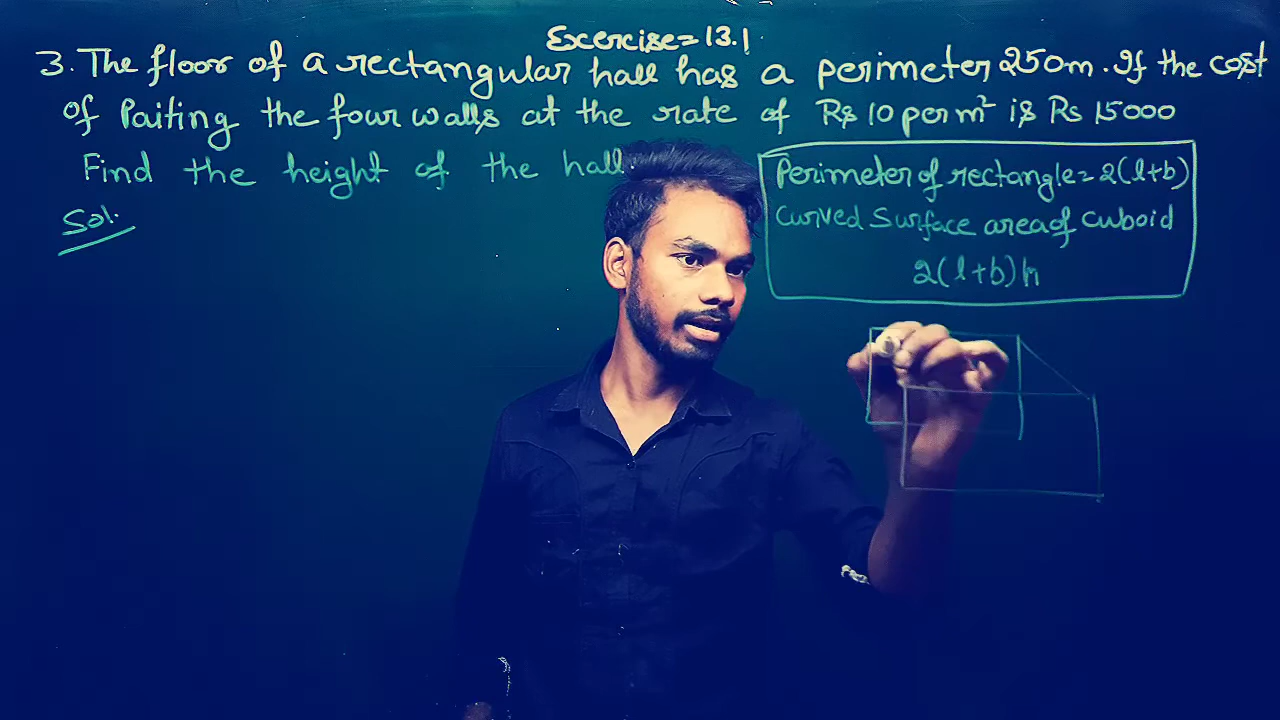 Excercise=13.1
3. The floor of a rectangular hall has a perimeter 250m. If the cost
of Paiting the four walls at the rate of Rs 10 per m² is Rs 15000
Find the height of the hall.
Sol.
Perimeter of rectangle=2(l+b)
Curved Surface area of cuboid
2(l+b)h